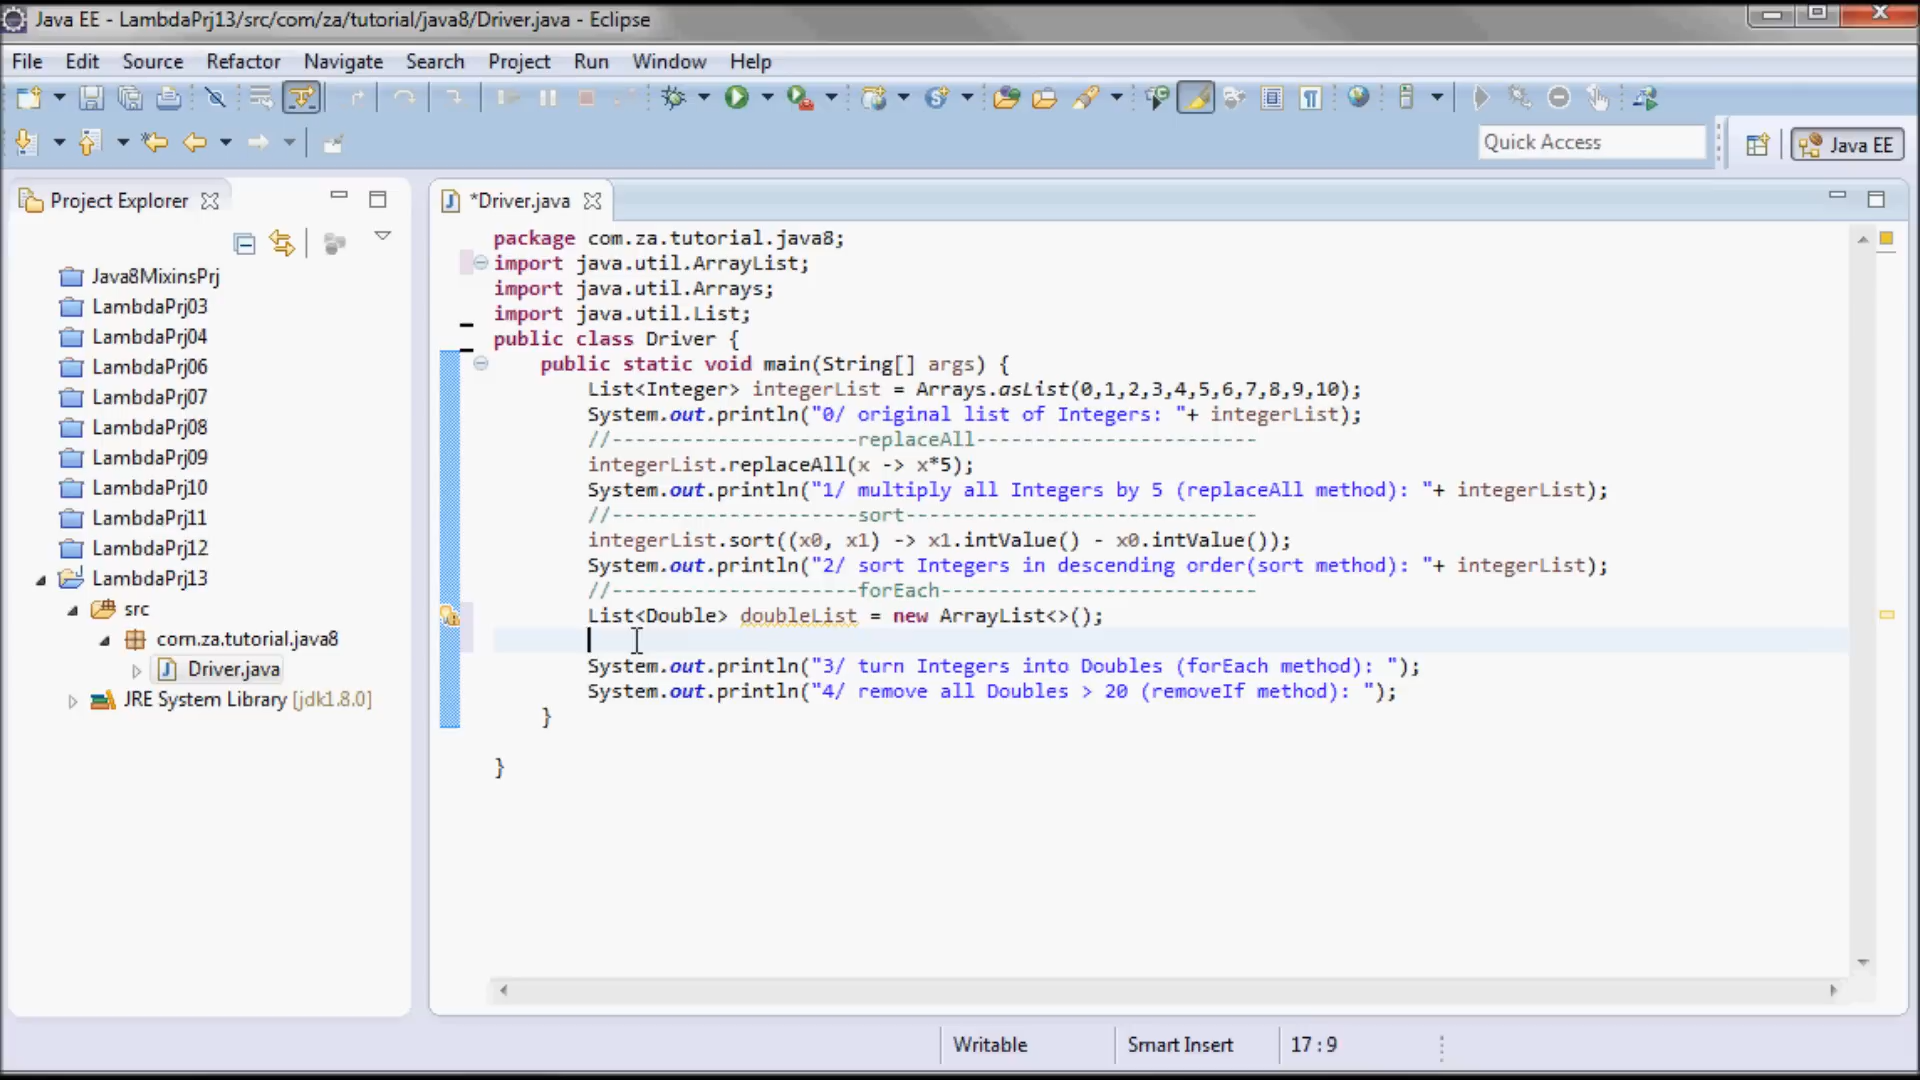 Java EE - LambdaPrj13/src/com/za/tutorial/java8/Driver.java - Eclipse
File Edit Source Refactor Navigate Search Project Run Window Help
Quick Access
Java EE
Project Explorer
Java8MixinsPrj
LambdaPrj03
LambdaPrj04
LambdaPrj06
LambdaPrj07
LambdaPrj08
LambdaPrj09
LambdaPrj10
LambdaPrj11
LambdaPrj12
LambdaPrj13
src
com.za.tutorial.java8
Driver.java
JRE System Library [jdk1.8.0]
*Driver.java
package com.za.tutorial.java8;
import java.util.ArrayList;
import java.util.Arrays;
import java.util.List;
public class Driver {
    public static void main(String[] args) {
        List<Integer> integerList = Arrays.asList(0,1,2,3,4,5,6,7,8,9,10);
        System.out.println("0/ original list of Integers: "+ integerList);
        //---------------------replaceAll------------------------
        integerList.replaceAll(x -> x*5);
        System.out.println("1/ multiply all Integers by 5 (replaceAll method): "+ integerList);
        //---------------------sort------------------------------
        integerList.sort((x0, x1) -> x1.intValue() - x0.intValue());
        System.out.println("2/ sort Integers in descending order(sort method): "+ integerList);
        //---------------------forEach---------------------------
        List<Double> doubleList = new ArrayList<>();
        System.out.println("3/ turn Integers into Doubles (forEach method): ");
        System.out.println("4/ remove all Doubles > 20 (removeIf method): ");
    }
}
Writable Smart Insert 17 : 9